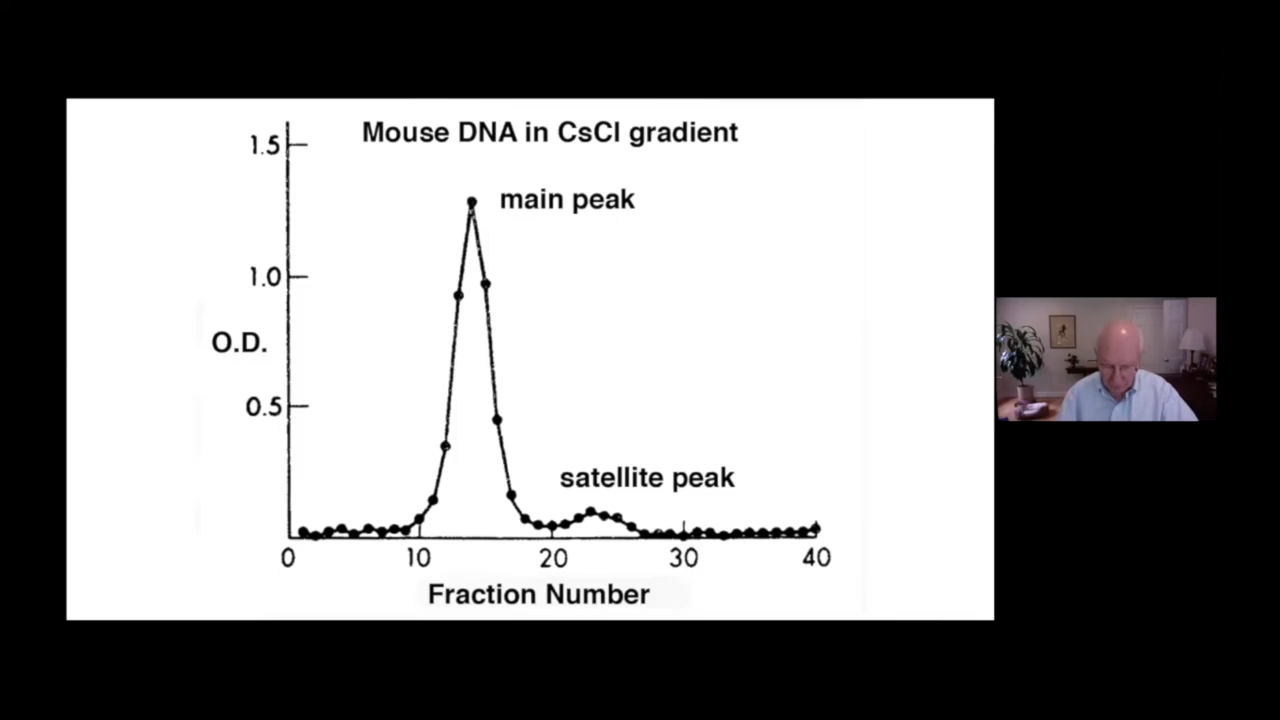 Mouse DNA in CsCl gradient
1.5
main peak
1.0
O.D.
0.5
satellite peak
0 10 20 30 40
Fraction Number